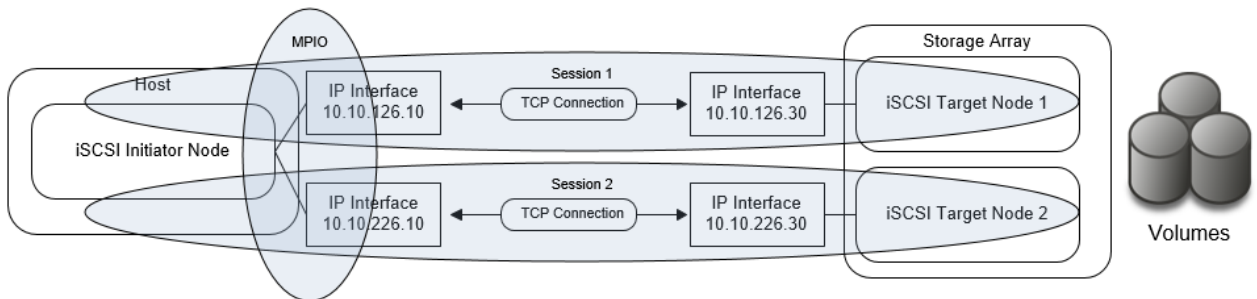 MPIO
Storage Array
Host
Session 1
IP Interface
10.10.126.10
TCP Connection
IP Interface
10.10.126.30
iSCSI Target Node 1
iSCSI Initiator Node
Session 2
IP Interface
10.10.226.10
TCP Connection
IP Interface
10.10.226.30
iSCSI Target Node 2
Volumes